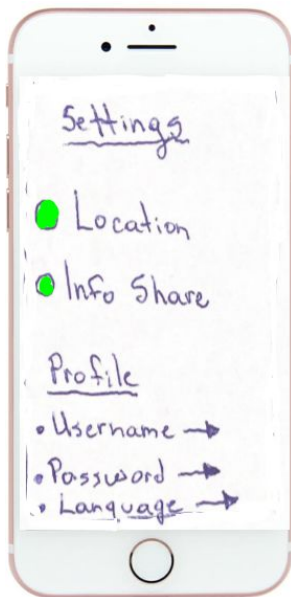 Settings
Location
Info Share
Profile
• Username →
• Password →
• Language →